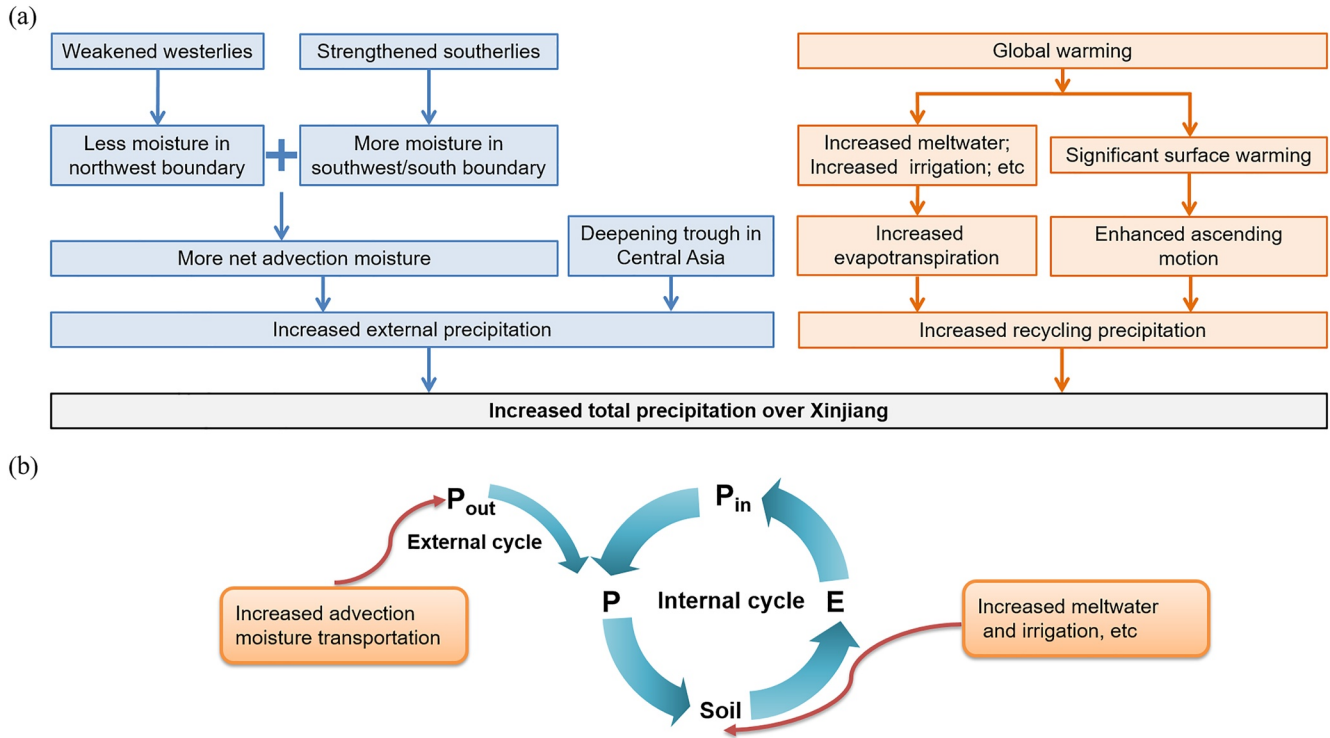 (a)
Weakened westerlies
Strengthened southerlies
Global warming
Less moisture in
northwest boundary
+
More moisture in
southwest/south boundary
Increased meltwater;
Increased irrigation; etc
Significant surface warming
More net advection moisture
Deepening trough in
Central Asia
Increased
evapotranspiration
Enhanced ascending
motion
Increased external precipitation
Increased recycling precipitation
Increased total precipitation over Xinjiang
(b)
Pout
External cycle
Pin
Increased advection
moisture transportation
P
Internal cycle
E
Increased meltwater
and irrigation, etc
Soil